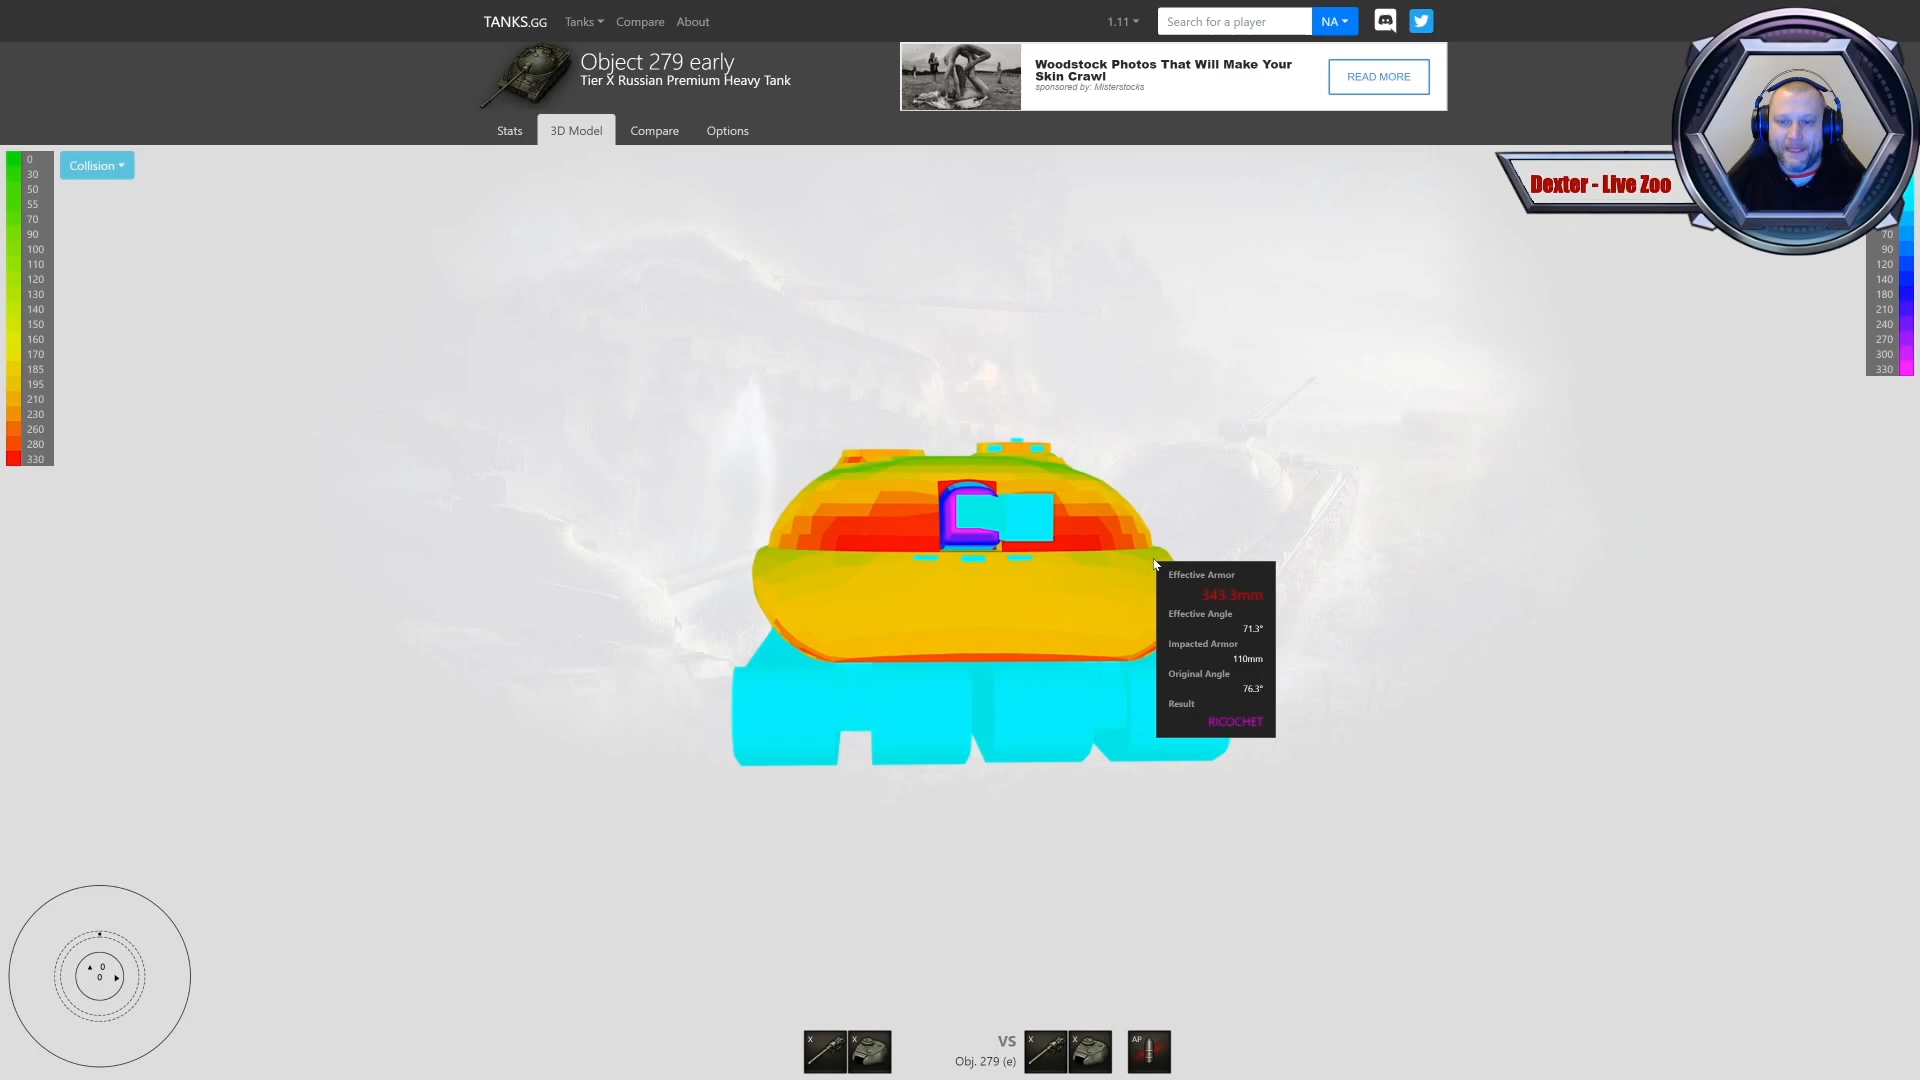 TANKS.GG Tanks Compare About 1.11 Search for a player NA
Object 279 early
Tier X Russian Premium Heavy Tank
Woodstock Photos That Will Make Your
Skin Crawl
sponsored by: Misterstocks
READ MORE
Stats 3D Model Compare Options
Collision
0
30
50
55
70
90
100
110
120
130
140
150
160
170
185
195
210
230
260
280
330
Dexter - Live Zoo
70
90
120
140
180
210
240
270
300
330
Effective Armor
343.3mm
Effective Angle
71.3°
Impacted Armor
110mm
Original Angle
76.3°
Result
RICOCHET
0
0
X X
VS
Obj. 279 (e)
X X
AP